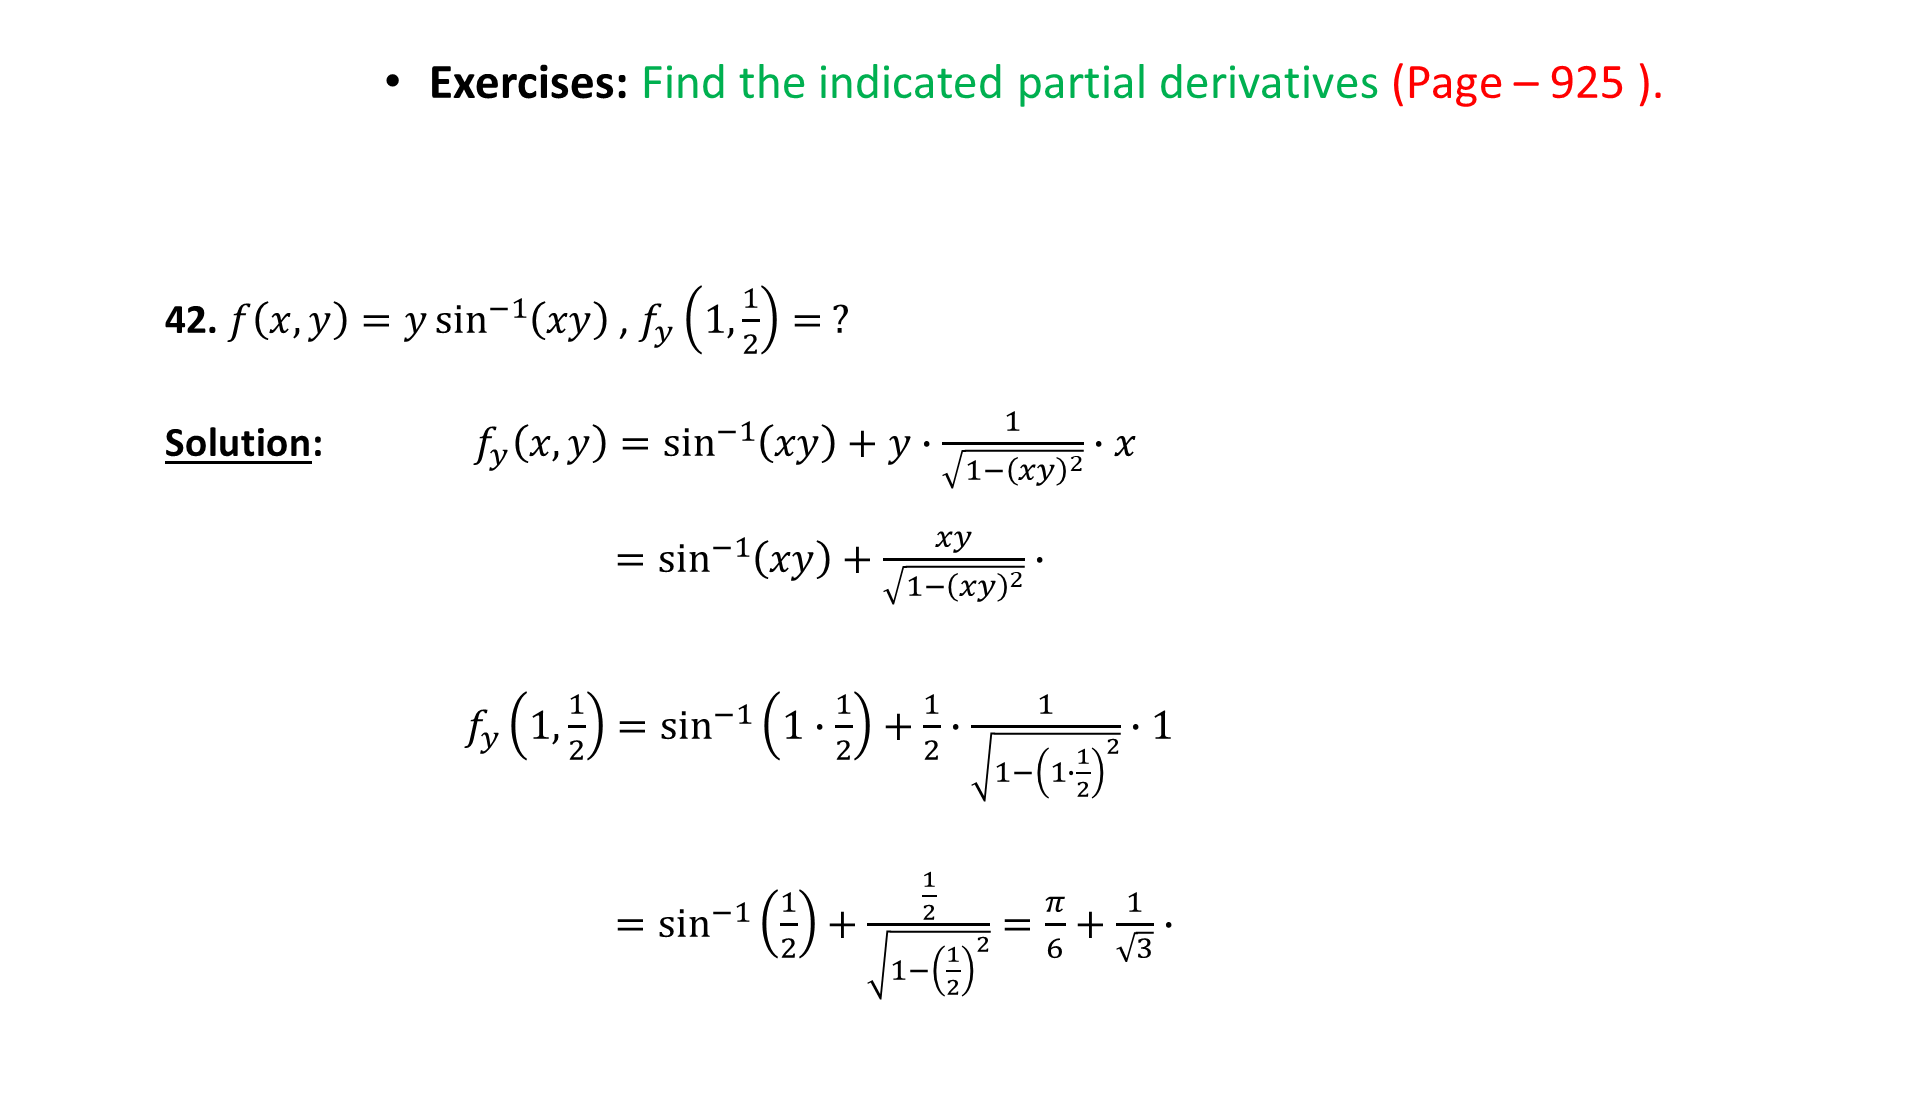 • Exercises: Find the indicated partial derivatives (Page – 925 ).
42. f(x, y) = y sin⁻¹(xy) , f_y (1, 1/2) = ?
Solution: f_y(x, y) = sin⁻¹(xy) + y · 1/√(1−(xy)²) · x
= sin⁻¹(xy) + xy/√(1−(xy)²) ·
f_y (1, 1/2) = sin⁻¹ (1 · 1/2) + 1/2 · 1/√(1−(1·1/2)²) · 1
= sin⁻¹ (1/2) + (1/2)/√(1−(1/2)²) = π/6 + 1/√3 ·